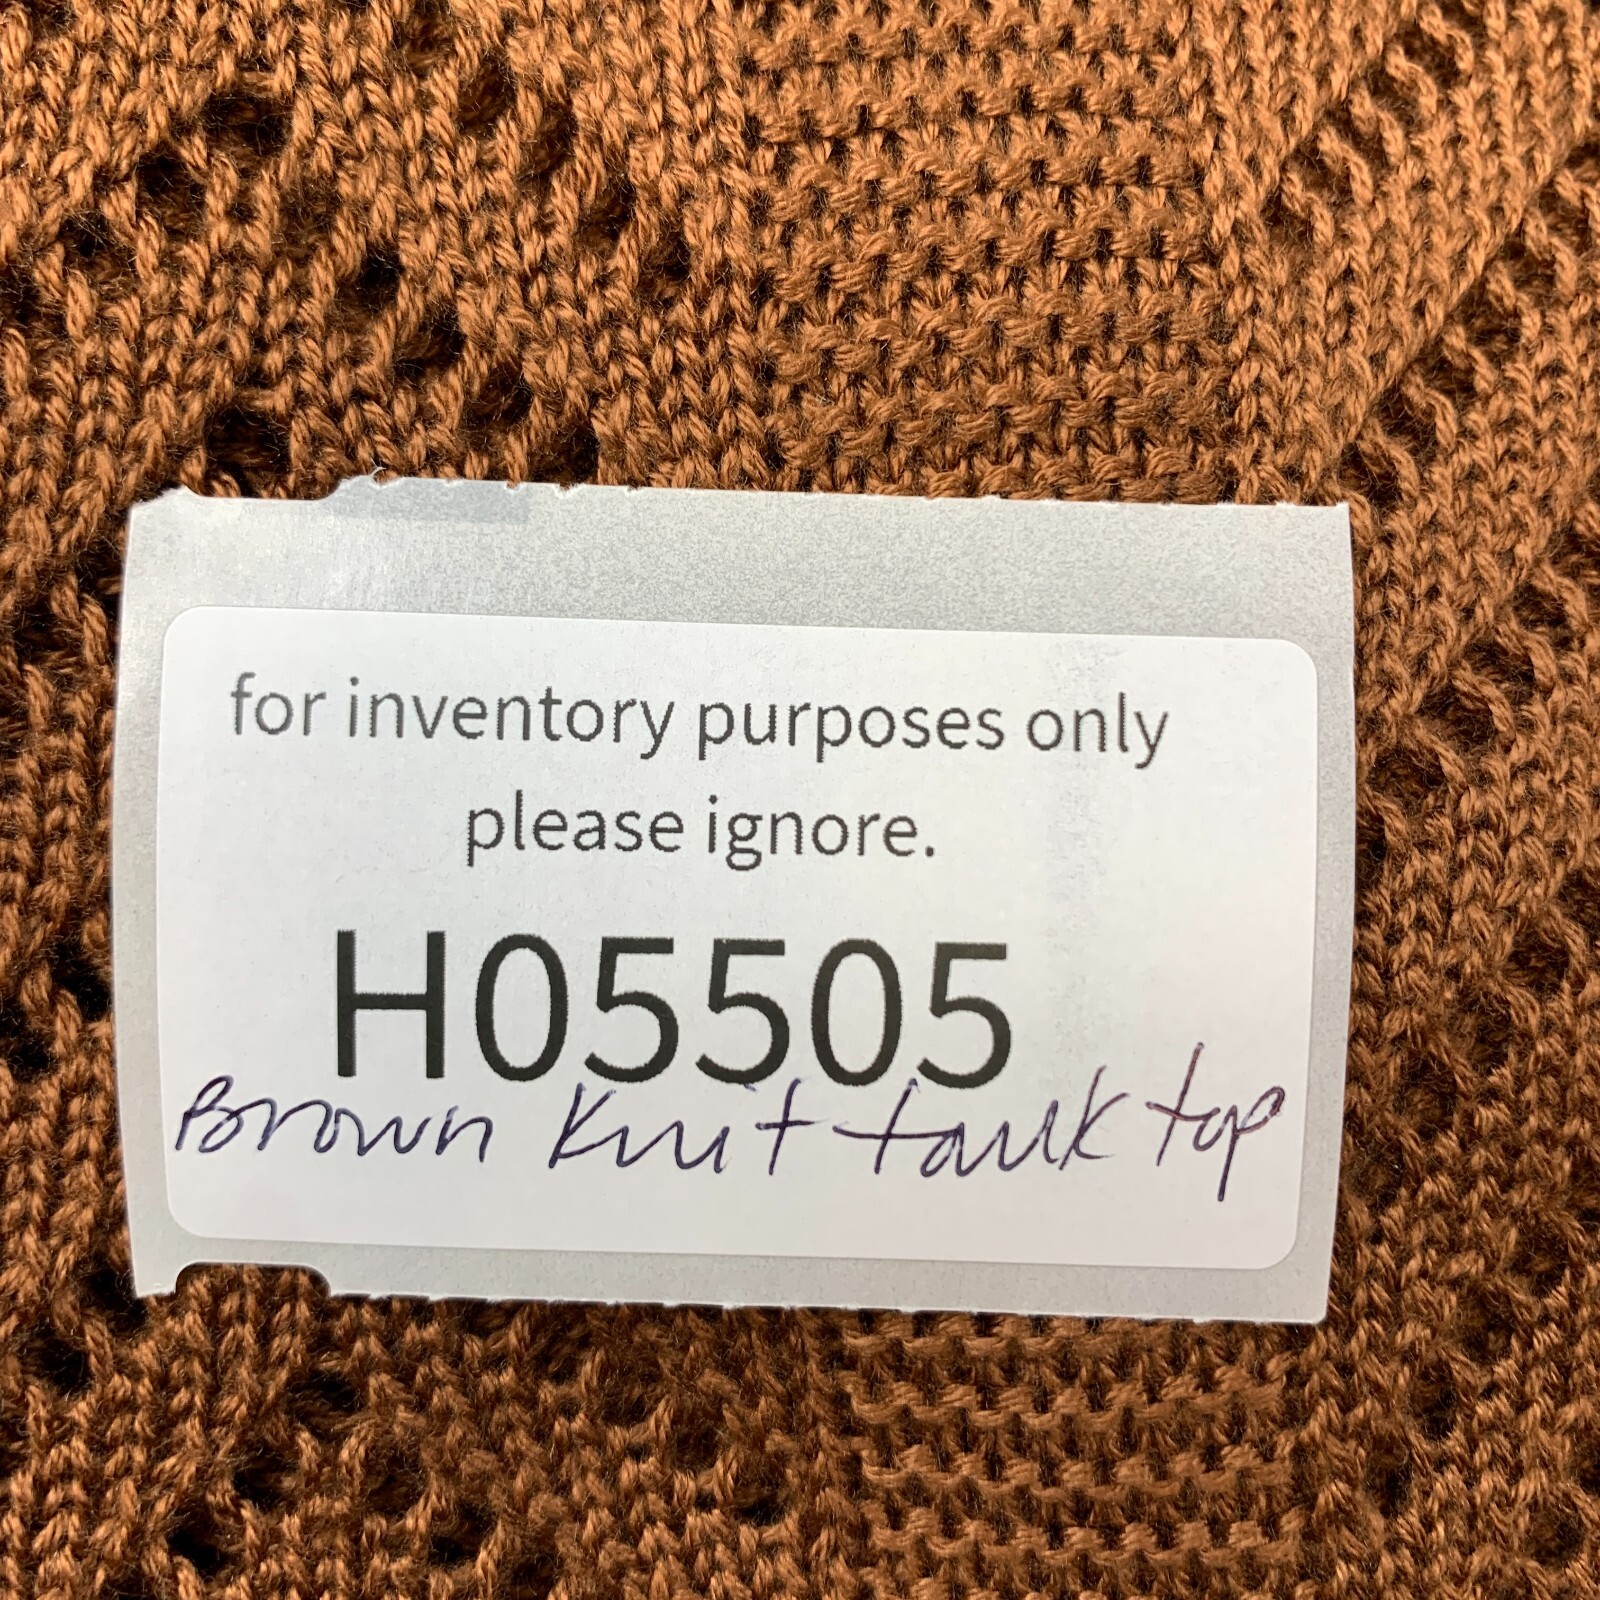 for inventory purposes only
please ignore.
H05505
Brown Knit tank top